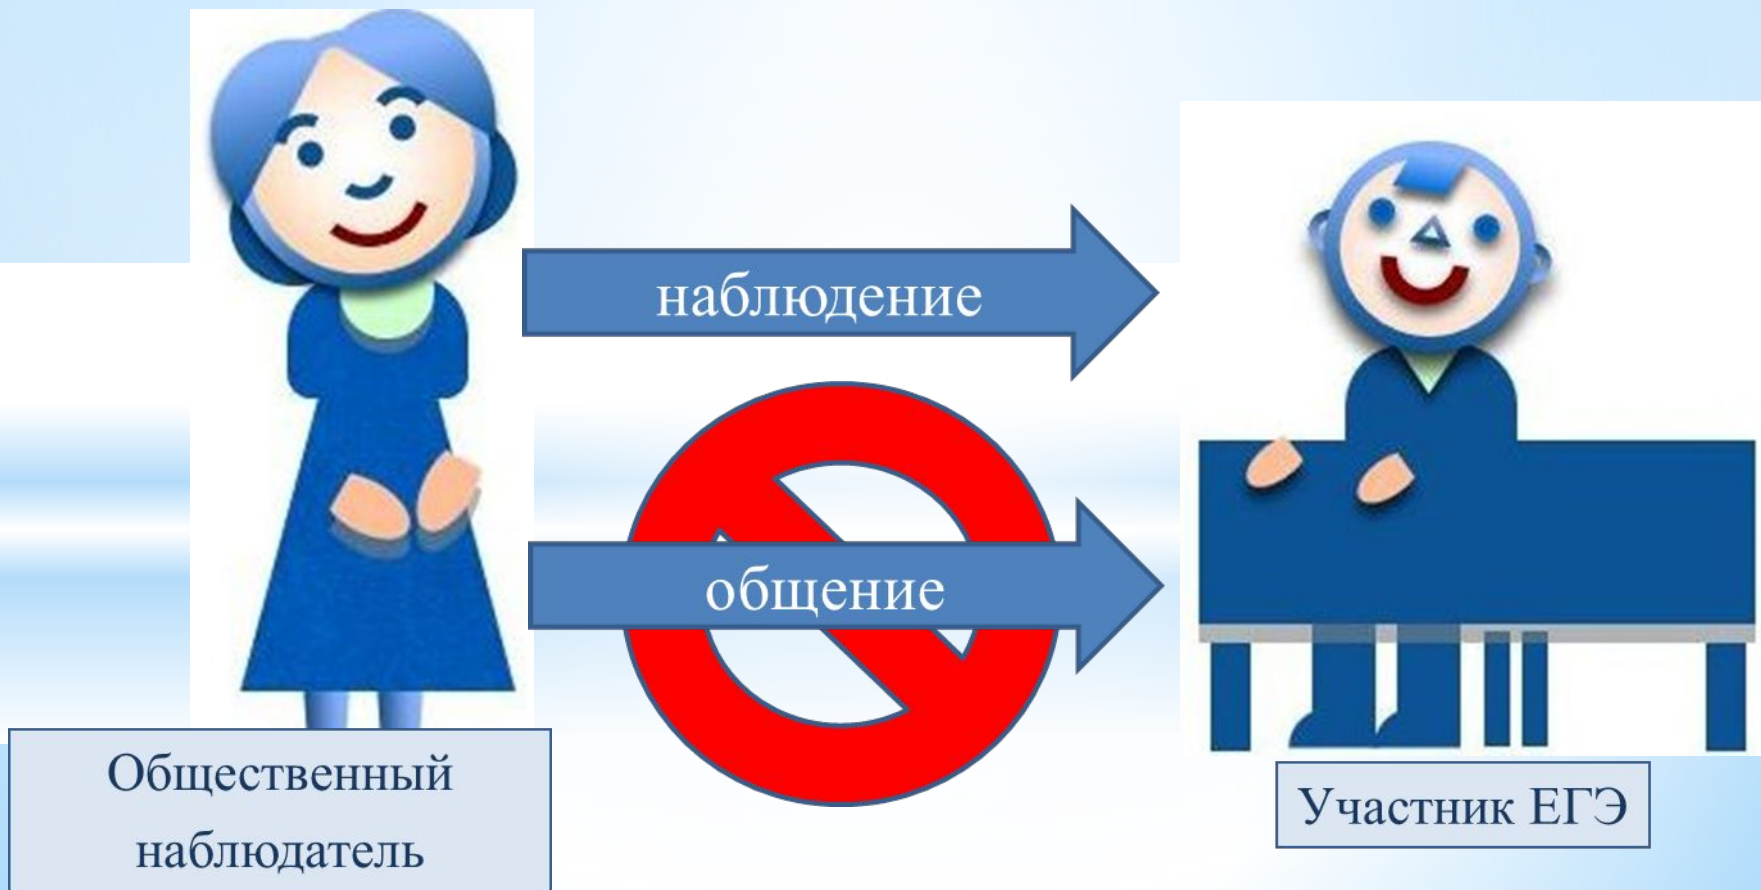 наблюдение
общение
Общественный
наблюдатель
Участник ЕГЭ